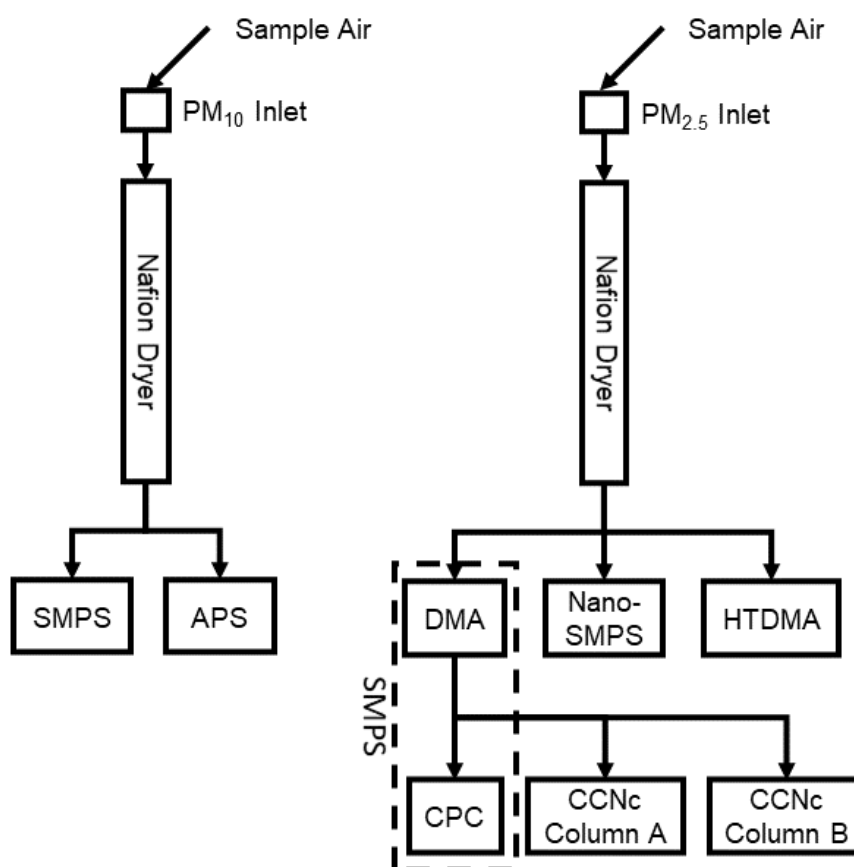 Sample Air
PM₁₀ Inlet
Nafion Dryer
SMPS
APS
Sample Air
PM₂.₅ Inlet
Nafion Dryer
DMA
Nano-
SMPS
HTDMA
SMPS
CPC
CCNc
Column A
CCNc
Column B